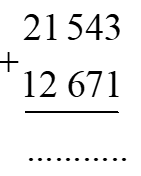 21 543
+
12 671
...........